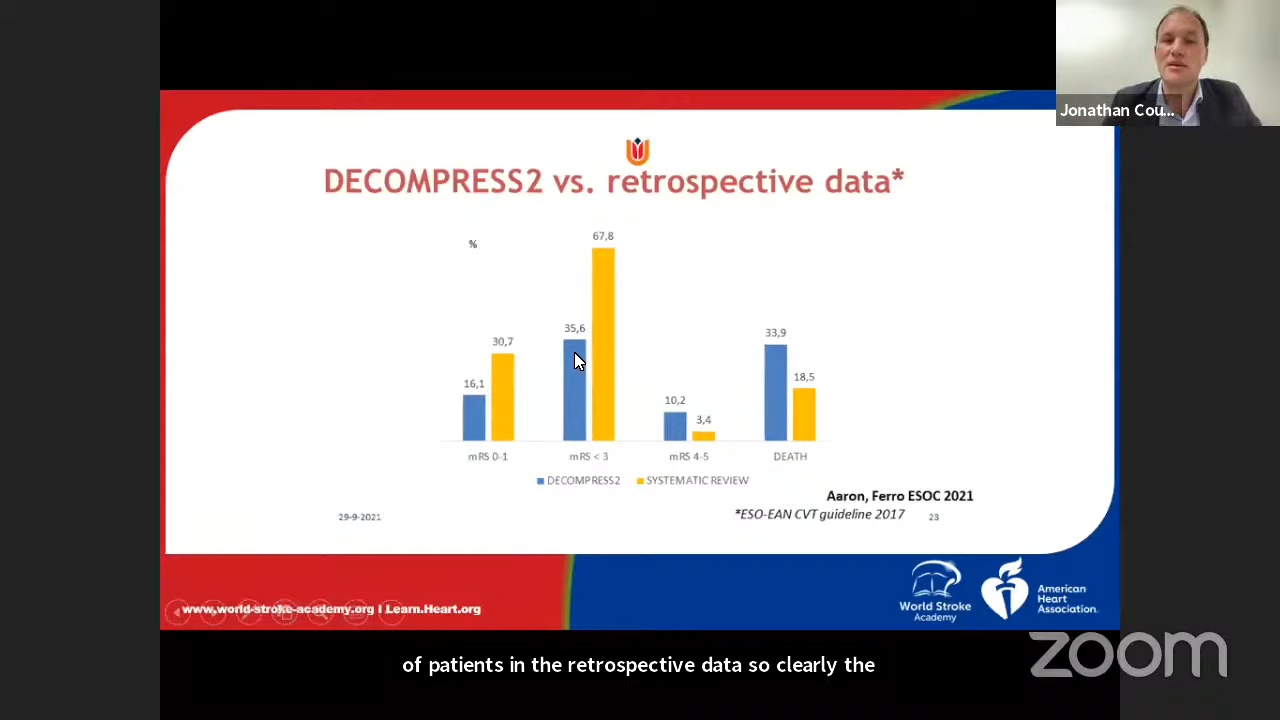 Jonathan Cou...
DECOMPRESS2 vs. retrospective data*
%
67,8
35,6
33,9
30,7
18,5
16,1
10,2
3,4
mRS 0-1
mRS < 3
mRS 4-5
DEATH
DECOMPRESS2
SYSTEMATIC REVIEW
Aaron, Ferro ESOC 2021
*ESO-EAN CVT guideline 2017
29-9-2021
23
www.world-stroke-academy.org I Learn.Heart.org
World Stroke
Academy
American
Heart
Association.
of patients in the retrospective data so clearly the
zoom